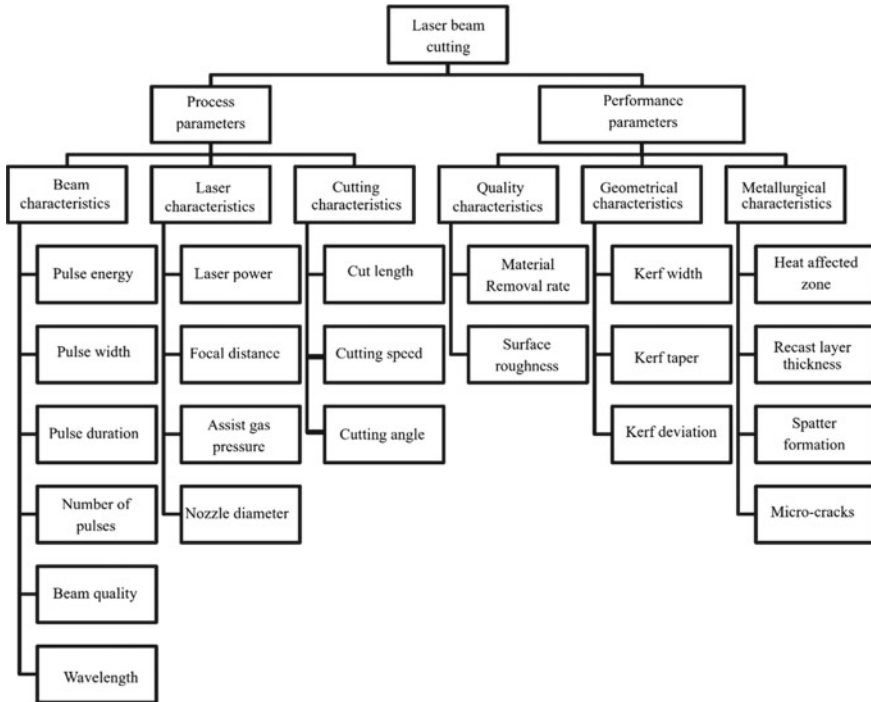 Laser beam
cutting
Process
parameters
Performance
parameters
Beam
characteristics
Laser
characteristics
Cutting
characteristics
Quality
characteristics
Geometrical
characteristics
Metallurgical
characteristics
Pulse energy
Pulse width
Pulse duration
Number of
pulses
Beam quality
Wavelength
Laser power
Focal distance
Assist gas
pressure
Nozzle diameter
Cut length
Cutting speed
Cutting angle
Material
Removal rate
Surface
roughness
Kerf width
Kerf taper
Kerf deviation
Heat affected
zone
Recast layer
thickness
Spatter
formation
Micro-cracks